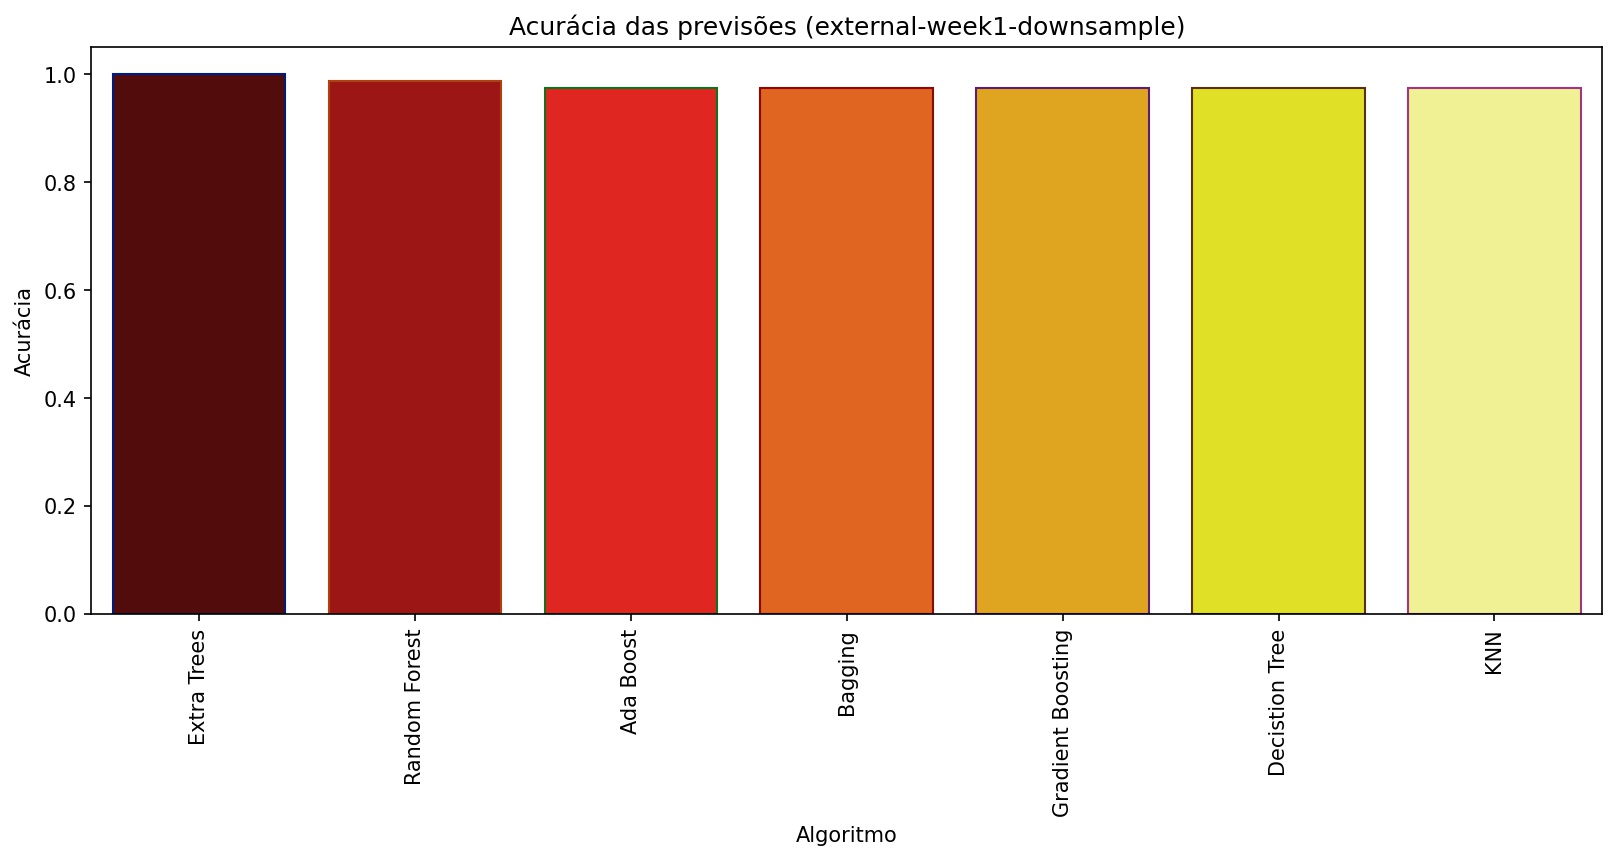 Acurácia das previsões (external-week1-downsample)
Acurácia
1.0
0.8
0.6
0.4
0.2
0.0
Extra Trees
Random Forest
Ada Boost
Bagging
Gradient Boosting
Decistion Tree
KNN
Algoritmo